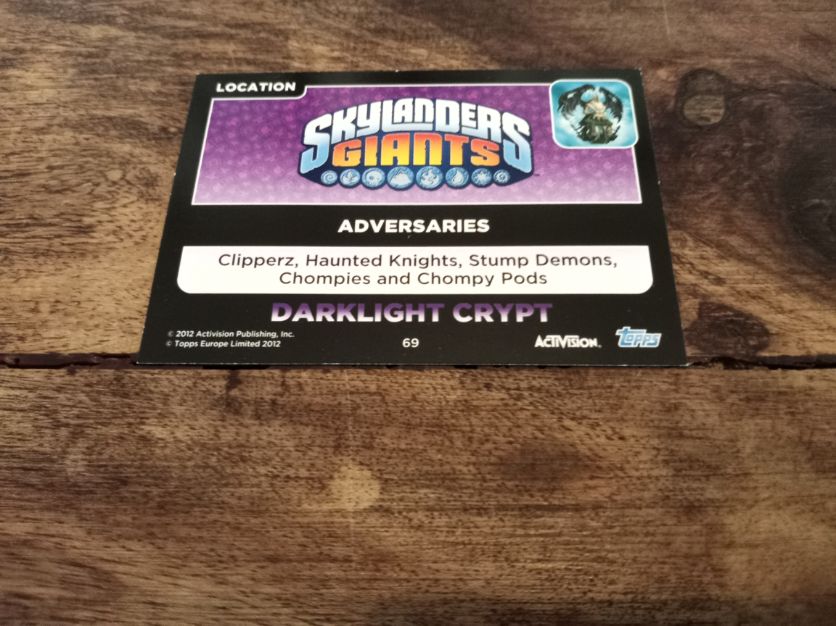 LOCATION
SKYLANDERS
GIANTS
ADVERSARIES
Clipperz, Haunted Knights, Stump Demons,
Chompies and Chompy Pods
DARKLIGHT CRYPT
© 2012 Activision Publishing, Inc.
© Topps Europe Limited 2012
69
ACTIVISION.
topps